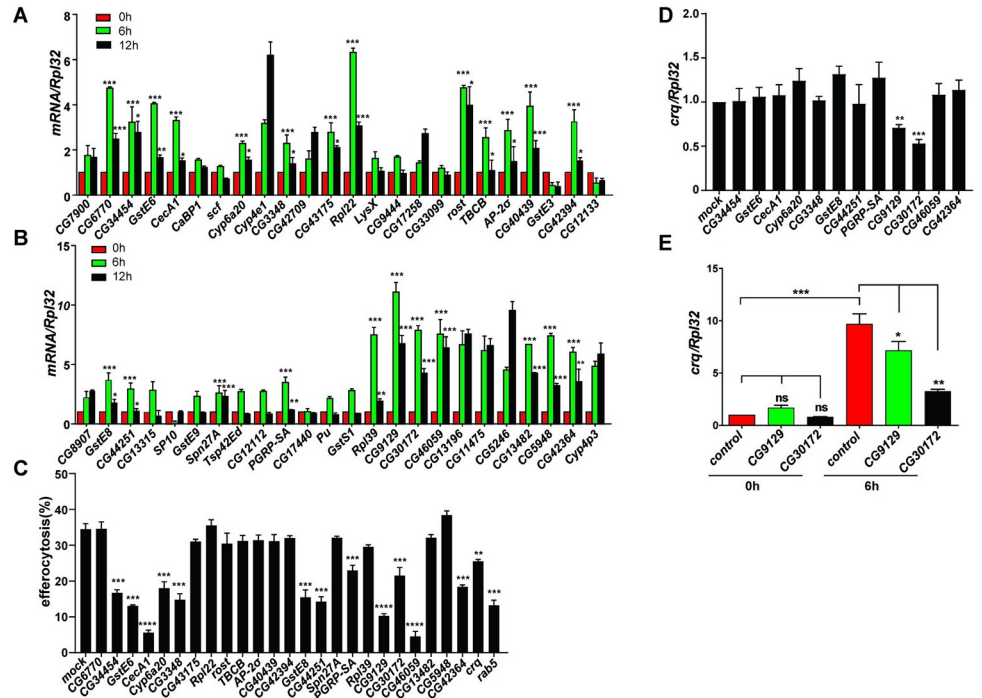 A
mRNA/Rpl32
8
6
4
2
0
0h
6h
12h
*** *** *** *** *** * *** ** *** * *** * *** * *** * *** *** *** * *** * *** * *** *** *** *
CG7900 CG6770 CG34454 GstE6 CecA1 CaBP1 scf Cyp6a20 Cyp4e1 CG3348 CG42709 CG43175 Rpl22 LysX CG9444 CG17258 CG33099 rost TBCB AP-2σ CG40439 GstE3 CG42394 CG12133
B
mRNA/Rpl32
15
10
5
0
0h
6h
12h
*** * *** * *** *** *** ** *** ** *** *** *** *** *** *** *** *** *** *** *** **
CG8907 GstE8 CG44251 CG1315 SP10 GstE9 Spn27A Tsp42Ed CG12112 PGRP-SA CG17440 Pu GstS1 Rpl39 CG9129 CG30172 CG46059 CG13196 CG11475 CG5246 CG13482 CG5948 CG42364 Cyp4p3
C
efferocytosis(%)
50
40
30
20
10
0
*** *** **** *** *** *** *** *** **** *** **** *** ** ***
mock CG6770 CG34454 GstE6 CecA1 Cyp6a20 CG3348 CG43175 Rpl22 rost TBCB AP-2σ CG40439 CG42394 GstE8 CG44251 Spn27A PGRP-SA Rpl39 CG9129 CG30172 CG46059 CG13482 CG5948 CG42364 crq rab5
D
crq/Rpl32
2.0
1.5
1.0
0.5
0.0
** ***
mock CG34454 GstE6 CecA1 Cyp6a20 CG3348 GstE8 CG44251 PGRP-SA CG9129 CG30172 CG46059 CG42364
E
crq/Rpl32
15
10
5
0
*** ns ns * **
control CG9129 CG30172 control CG9129 CG30172
0h 6h